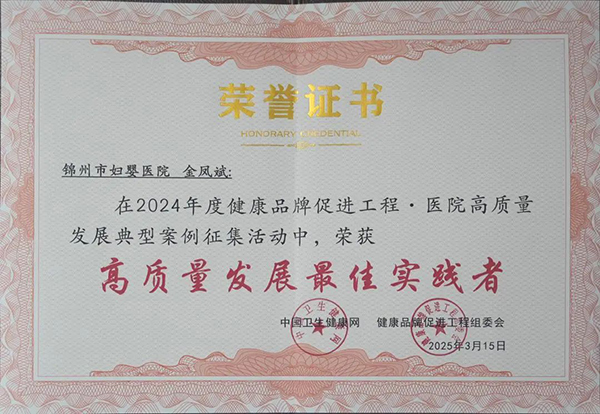 荣誉证书
HONORARY CREDENTIAL
锦州市妇婴医院 金凤斌:
在2024年度健康品牌促进工程·医院高质量
发展典型案例征集活动中，荣获
高质量发展最佳实践者
中国卫生健康网 健康品牌促进工程组委会
2025年3月15日